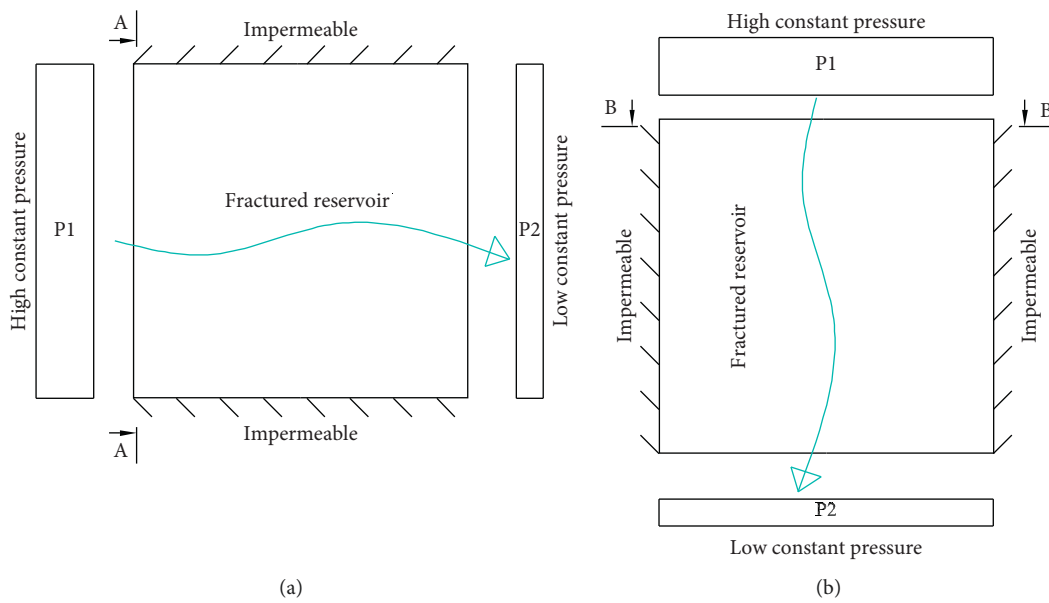 A
Impermeable
High constant pressure
P1
Fractured reservoir
P2
Low constant pressure
A
Impermeable
(a)
High constant pressure
P1
B
B
Impermeable
Fractured reservoir
Impermeable
P2
Low constant pressure
(b)